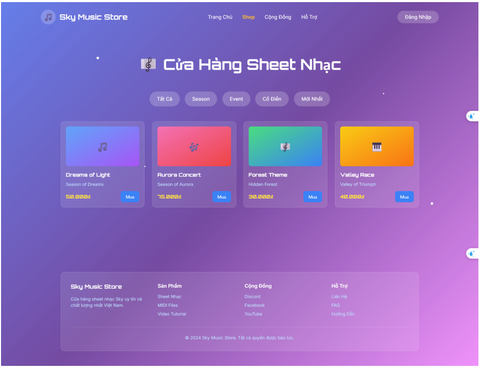 Sky Music Store
Trang Chủ Shop Cộng Đồng Hỗ Trợ
Đăng Nhập
Cửa Hàng Sheet Nhạc
Tất Cả Season Event Cổ Điển Mới Nhất
Dreams of Light
Season of Dreams
50.000₫ Mua
Aurora Concert
Season of Aurora
75.000₫ Mua
Forest Theme
Hidden Forest
30.000₫ Mua
Valley Race
Valley of Triumph
40.000₫ Mua
Sky Music Store
Cửa hàng sheet nhạc Sky uy tín và
chất lượng nhất Việt Nam.
Sản Phẩm
Sheet Nhạc
MIDI Files
Video Tutorial
Cộng Đồng
Discord
Facebook
YouTube
Hỗ Trợ
Liên Hệ
FAQ
Hướng Dẫn
© 2024 Sky Music Store. Tất cả quyền được bảo lưu.